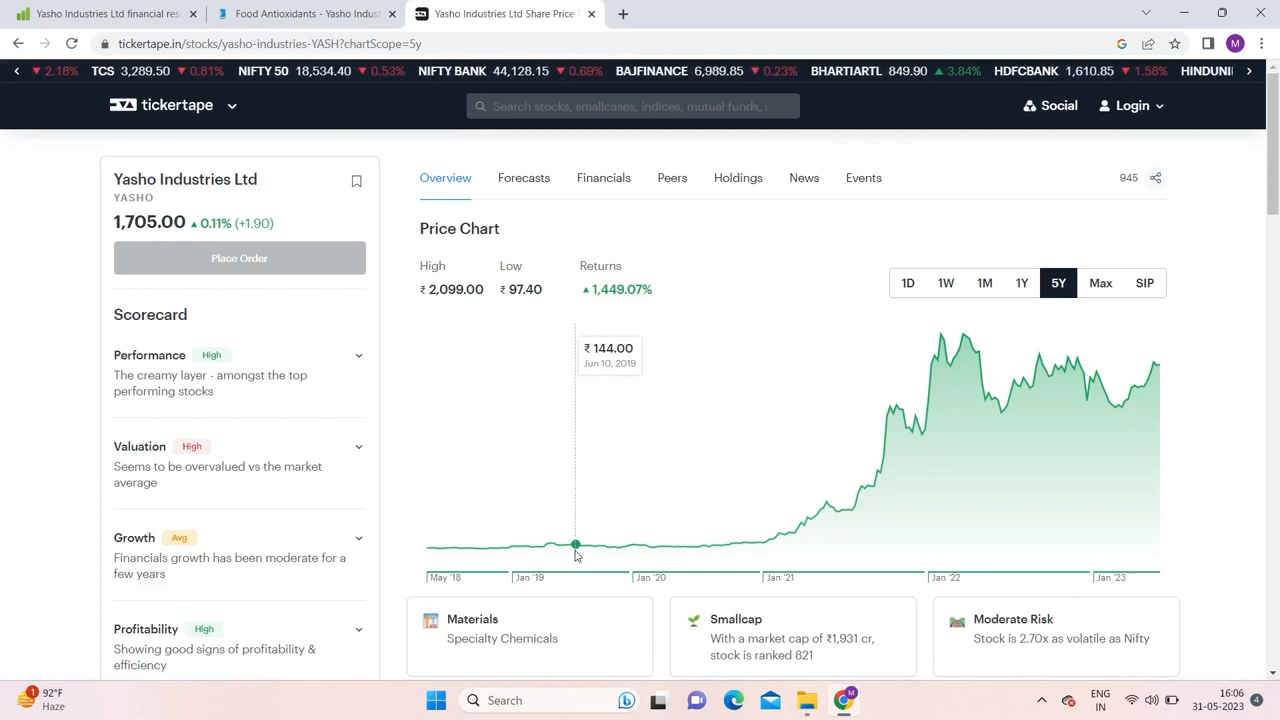 Yasho Industries Ltd financial res
Food Antioxidants - Yasho Indust
Yasho Industries Ltd Share Price T
tickertape.in/stocks/yasho-industries-YASH?chartScope=5y
M
2.18% TCS 3,289.50 0.81% NIFTY 50 18,534.40 0.53% NIFTY BANK 44,128.15 0.69% BAJFINANCE 6,989.85 0.23% BHARTIARTL 849.90 3.84% HDFCBANK 1,610.85 1.58% HINDUNI
tickertape
Search stocks, smallcases, indices, mutual funds,
Social
Login
Yasho Industries Ltd
YASHO
1,705.00 0.11% (+1.90)
Place Order
Scorecard
Performance High
The creamy layer - amongst the top
performing stocks
Valuation High
Seems to be overvalued vs the market
average
Growth Avg
Financials growth has been moderate for a
few years
Profitability High
Showing good signs of profitability &
efficiency
Overview Forecasts Financials Peers Holdings News Events
945
Price Chart
High Low Returns
₹ 2,099.00 ₹ 97.40 1,449.07%
1D 1W 1M 1Y 5Y Max SIP
₹ 144.00
Jun 10, 2019
May '18 Jan '19 Jan '20 Jan '21 Jan '22 Jan '23
Materials
Specialty Chemicals
Smallcap
With a market cap of ₹1,931 cr,
stock is ranked 821
Moderate Risk
Stock is 2.70x as volatile as Nifty
1
92°F
Haze
Search
M
ENG
IN
16:06
31-05-2023
4